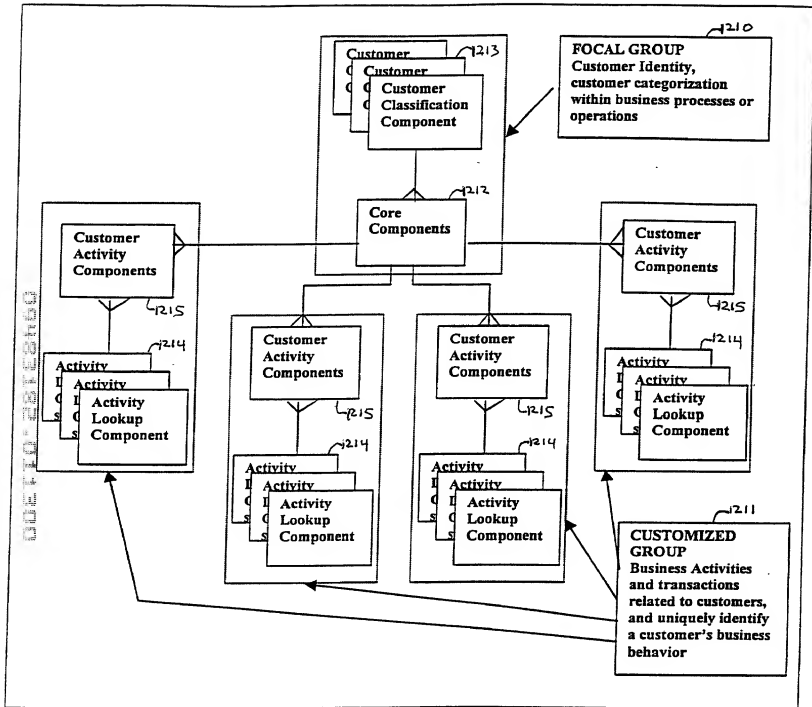 1210
FOCAL GROUP
Customer Identity,
customer categorization
within business processes or
operations
1213
Customer
Customer
Customer
Classification
Component
1212
Core
Components
Customer
Activity
Components
1215
1214
Activity
Activity
Activity
Lookup
Component
Customer
Activity
Components
1215
1214
Activity
Activity
Activity
Lookup
Component
Customer
Activity
Components
1215
1214
Activity
Activity
Activity
Lookup
Component
Customer
Activity
Components
1215
1214
Activity
Activity
Activity
Lookup
Component
1211
CUSTOMIZED
GROUP
Business Activities
and transactions
related to customers,
and uniquely identify
a customer's business
behavior